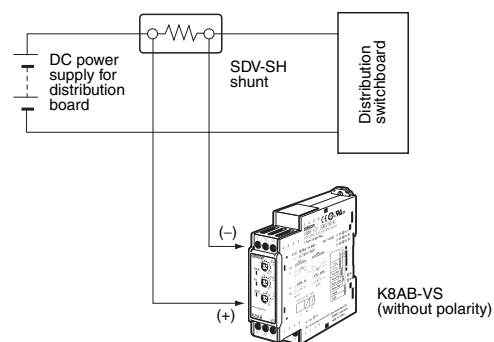 DC power
supply for
distribution
board
SDV-SH
shunt
Distribution
switchboard
(−)
(+)
K8AB-VS
(without polarity)